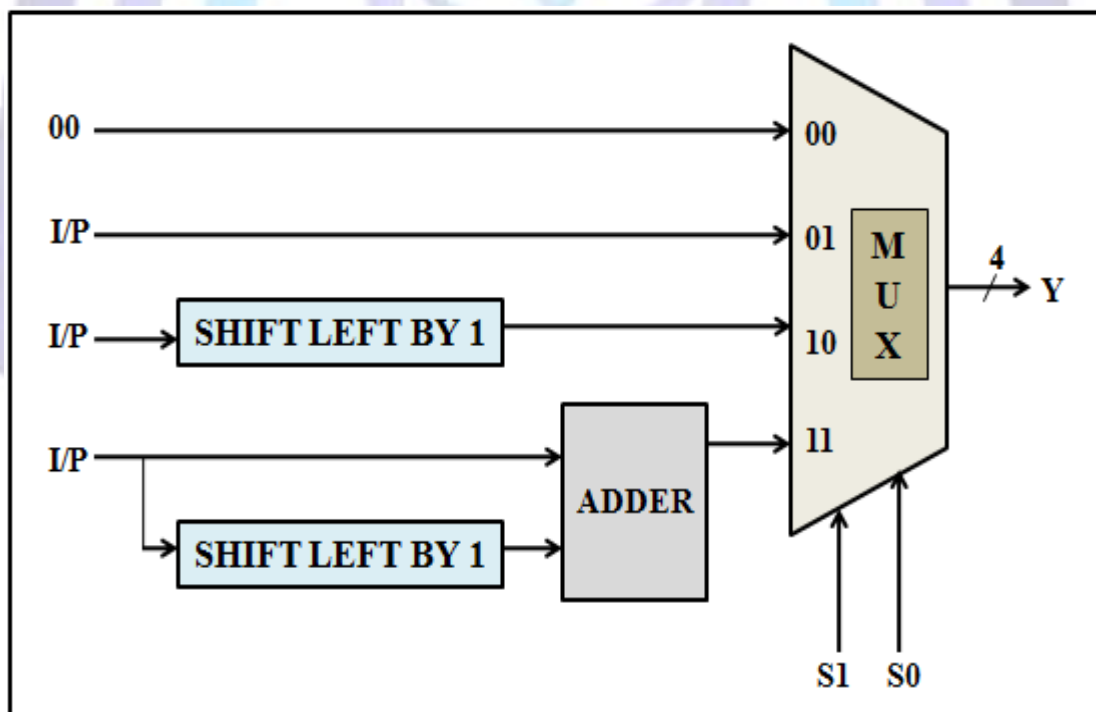 00
I/P
I/P
SHIFT LEFT BY 1
I/P
SHIFT LEFT BY 1
ADDER
00
01
10
11
M
U
X
4
Y
S1
S0